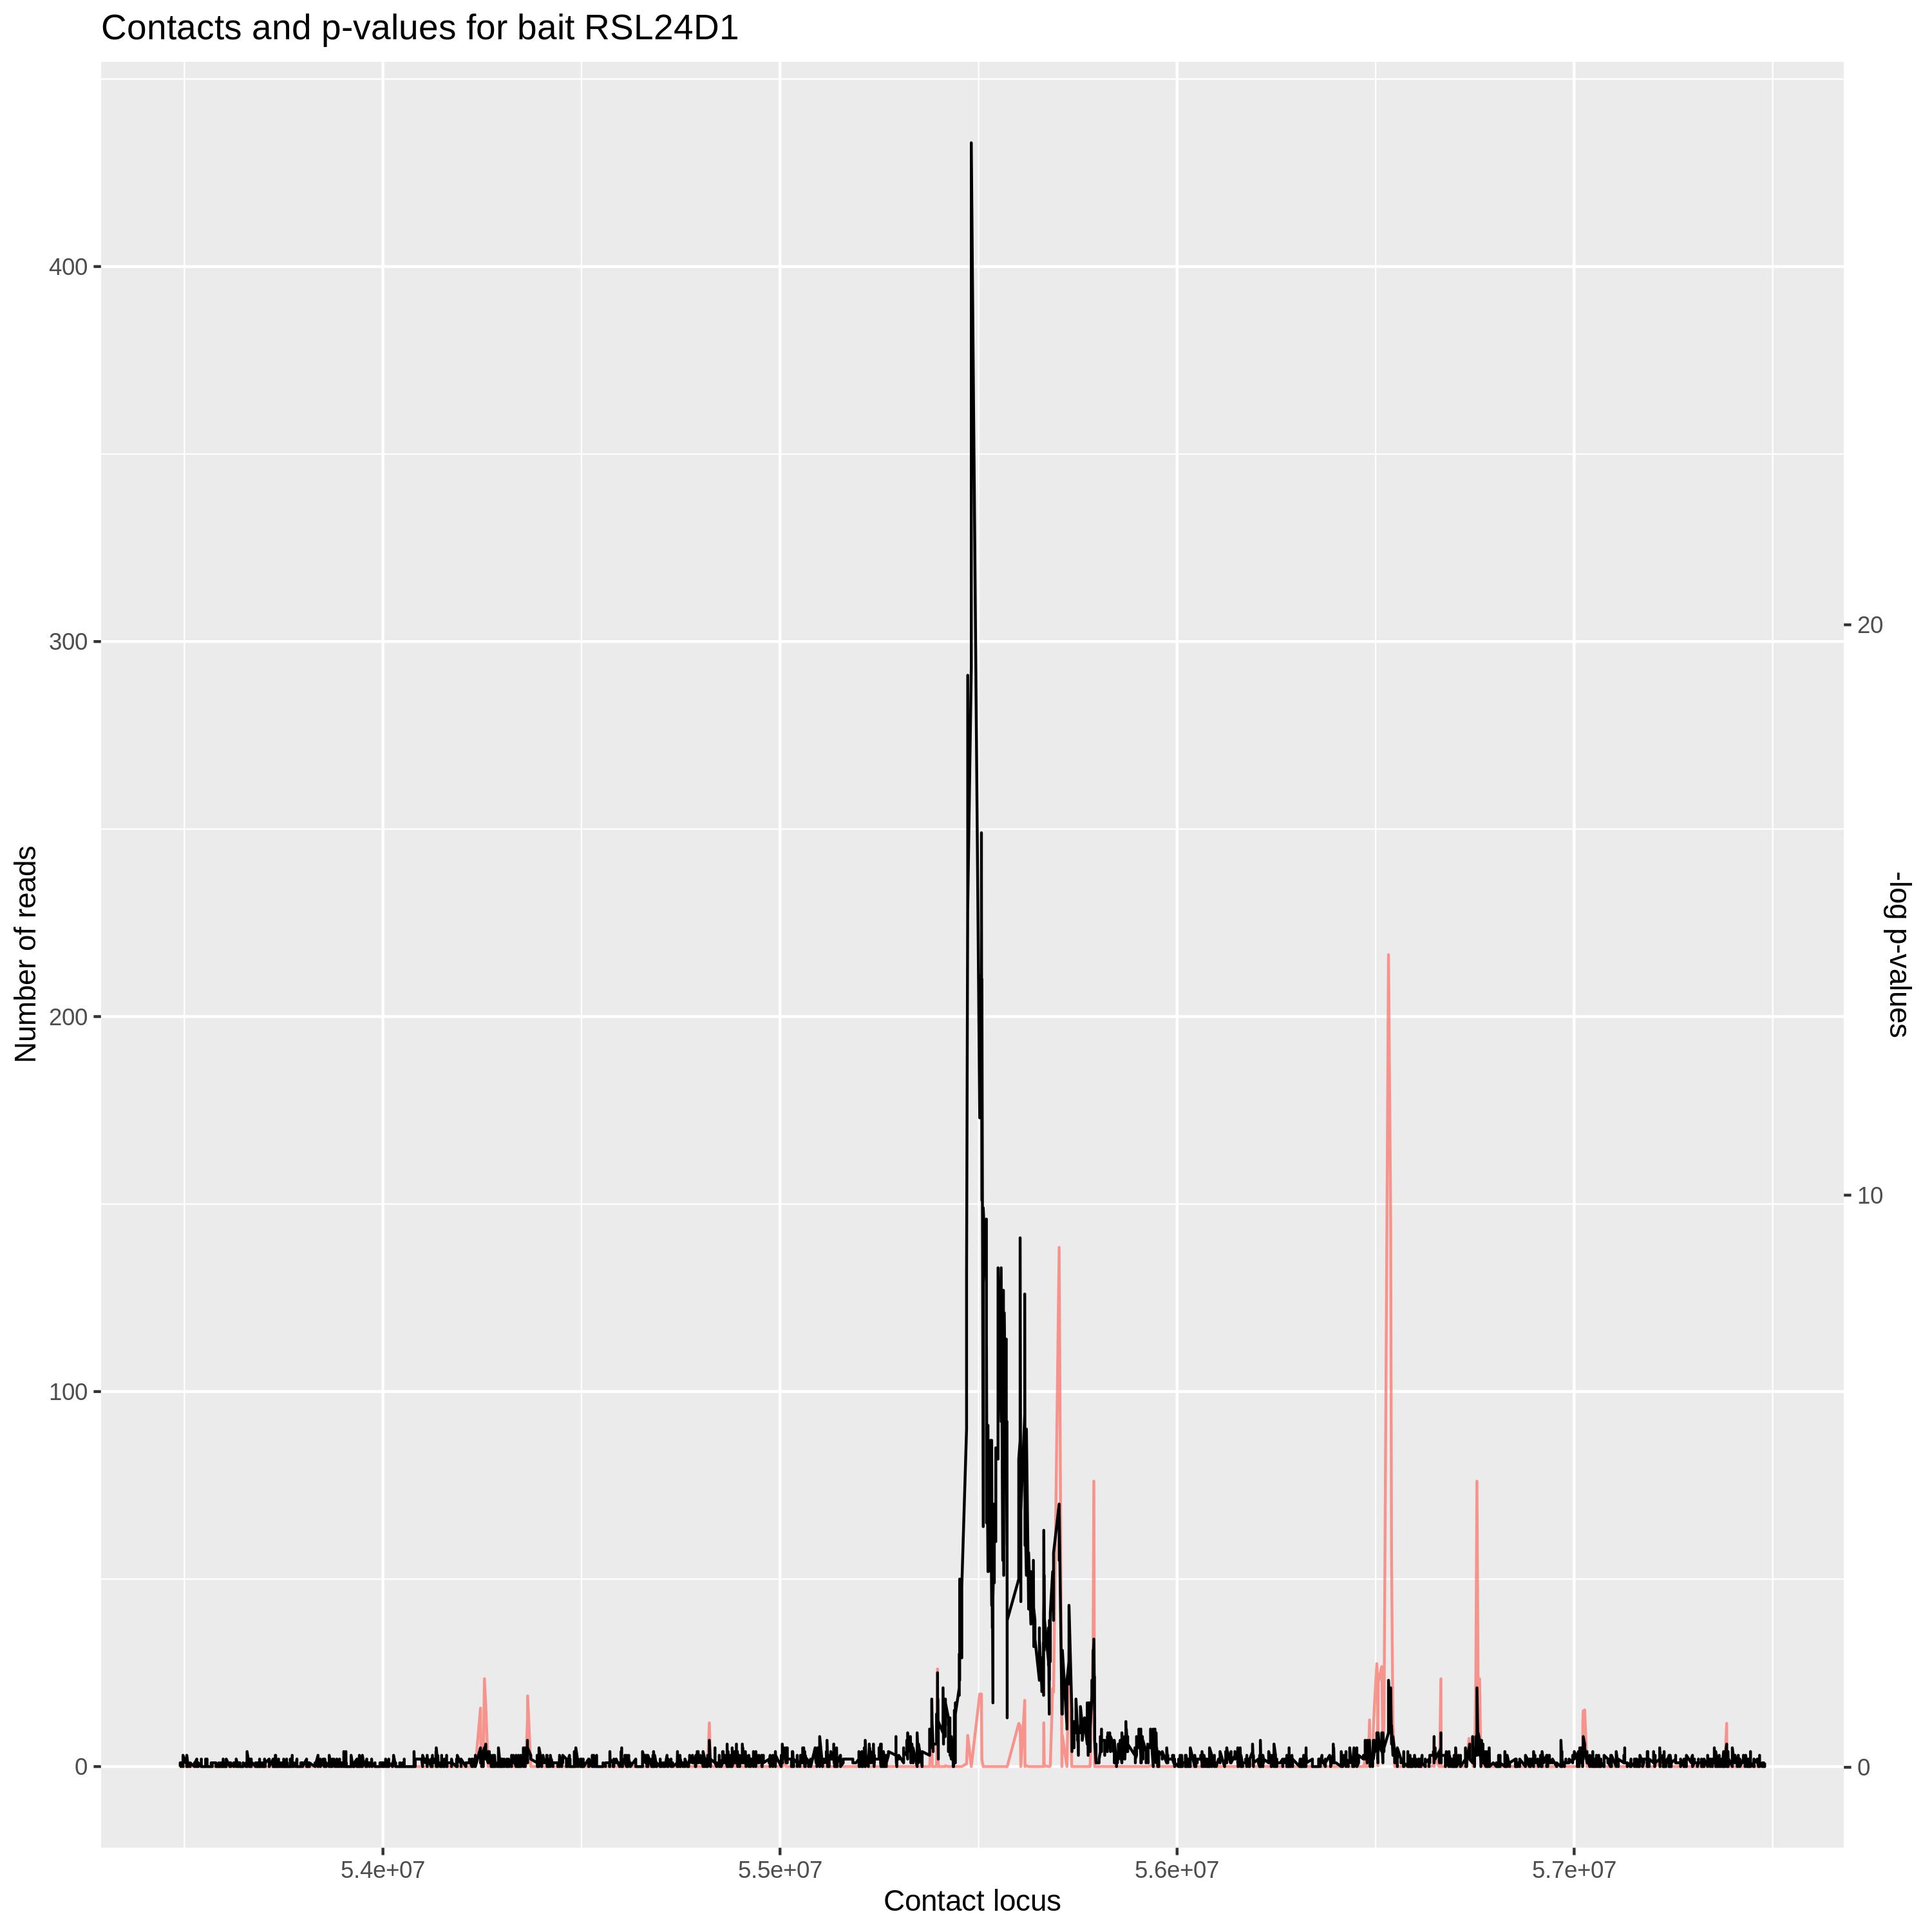 Contacts and p-values for bait RSL24D1
400
300
200
100
0
Number of reads
20
10
0
-log p-values
5.4e+07
5.5e+07
5.6e+07
5.7e+07
Contact locus